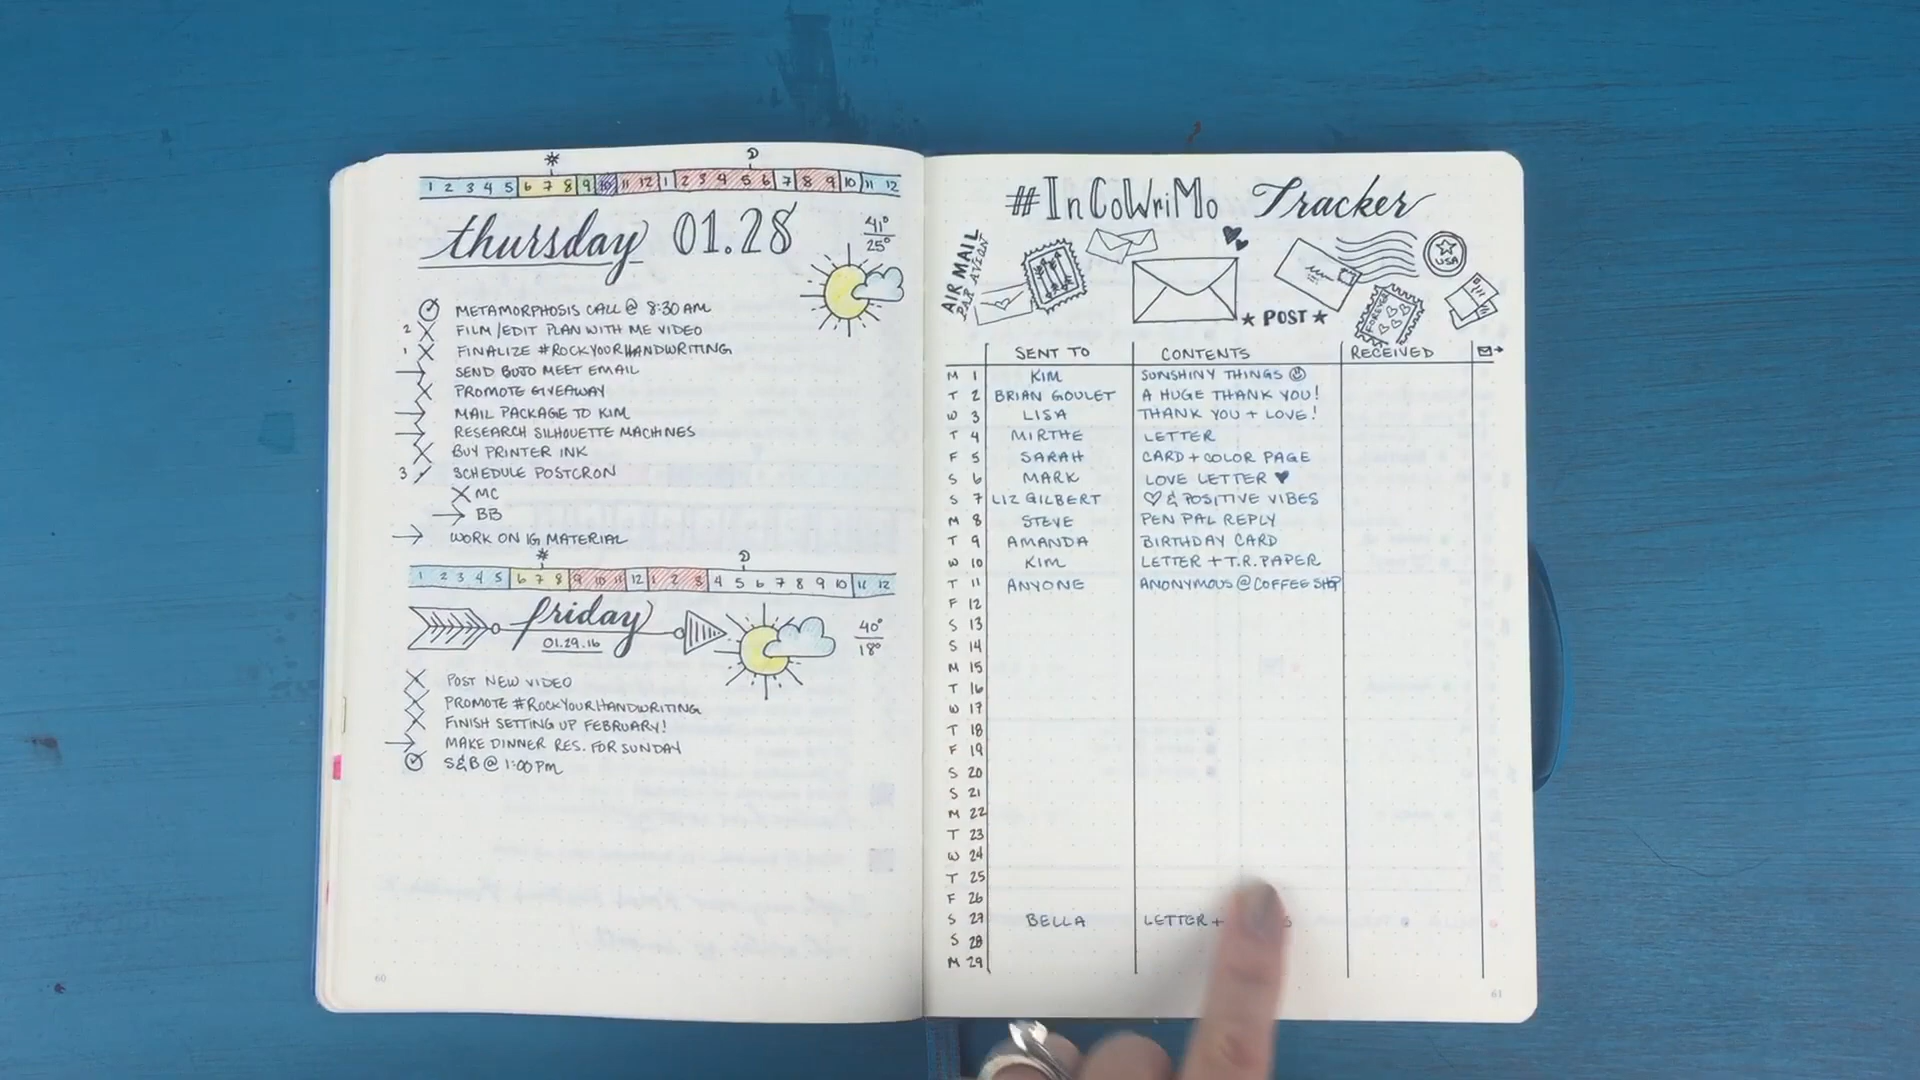 1 2 3 4 5 6 7 8 9 10 11 12 1 2 3 4 5 6 7 8 9 10 11 12
thursday 01.28
41°
25°
METAMORPHOSIS CALL @ 8:30 AM
2 FILM/EDIT PLAN WITH ME VIDEO
1 FINALIZE #ROCKYOURHANDWRITING
SEND BUJO MEET EMAIL
PROMOTE GIVEAWAY
MAIL PACKAGE TO KIM
RESEARCH SILHOUETTE MACHINES
BUY PRINTER INK
3 SCHEDULE POSTCRON
MC
BB
WORK ON IG MATERIAL
1 2 3 4 5 6 7 8 9 10 11 12 1 2 3 4 5 6 7 8 9 10 11 12
friday
01.29.16
40°
18°
POST NEW VIDEO
PROMOTE #ROCKYOURHANDWRITING
FINISH SETTING UP FEBRUARY!
MAKE DINNER RES. FOR SUNDAY
S&B @ 1:00 PM
60
#InCoWriMo Tracker
AIR MAIL
PAR AVION
★ POST ★
FOREVER
USA
SENT TO CONTENTS RECEIVED
M 1 KIM SUNSHINY THINGS ☺
T 2 BRIAN GOULET A HUGE THANK YOU!
W 3 LISA THANK YOU + LOVE!
T 4 MIRTHE LETTER
F 5 SARAH CARD + COLOR PAGE
S 6 MARK LOVE LETTER ♥
S 7 LIZ GILBERT ♡ & POSITIVE VIBES
M 8 STEVE PEN PAL REPLY
T 9 AMANDA BIRTHDAY CARD
W 10 KIM LETTER + T.R. PAPER
T 11 ANYONE ANONYMOUS @ COFFEE SHOP
F 12
S 13
S 14
M 15
T 16
W 17
T 18
F 19
S 20
S 21
M 22
T 23
W 24
T 25
F 26
S 27 BELLA LETTER +
S 28
M 29
61